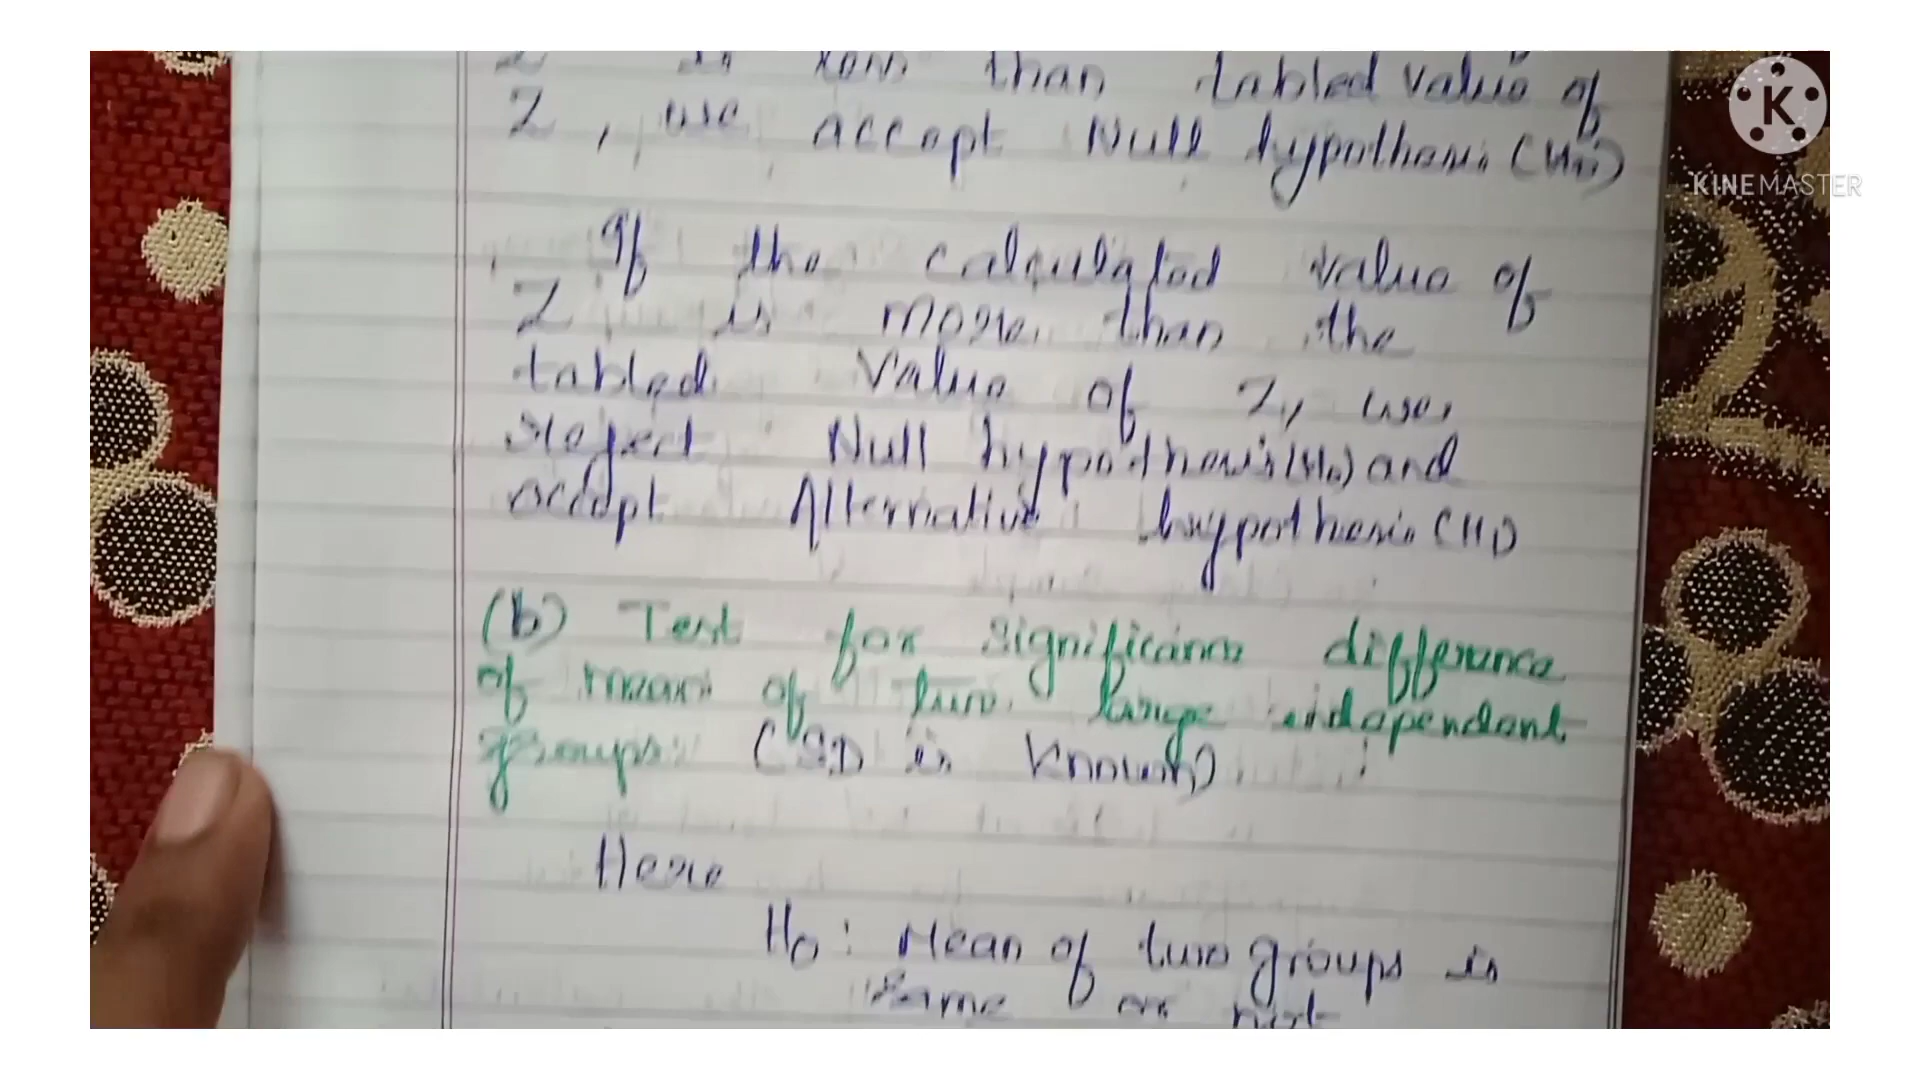 Z is less than tabled value of
Z, we accept Null hypothesis (H0)
If the calculated value of
Z is more than the
tabled value of Z, we
reject Null hypothesis (H0) and
accept Alternative hypothesis (H1)
(b) Test for significance difference
of mean of two large independent
groups: (SD is known)
Here
H0: Mean of two groups is
same or not
K
KINEMASTER